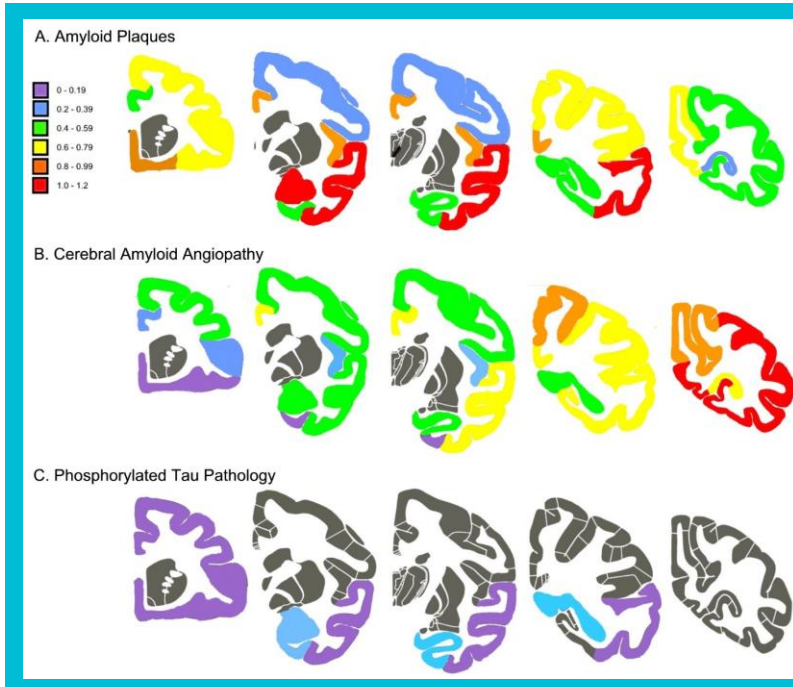 A. Amyloid Plaques
0 - 0.19
0.2 - 0.39
0.4 - 0.59
0.6 - 0.79
0.8 - 0.99
1.0 - 1.2
B. Cerebral Amyloid Angiopathy
C. Phosphorylated Tau Pathology